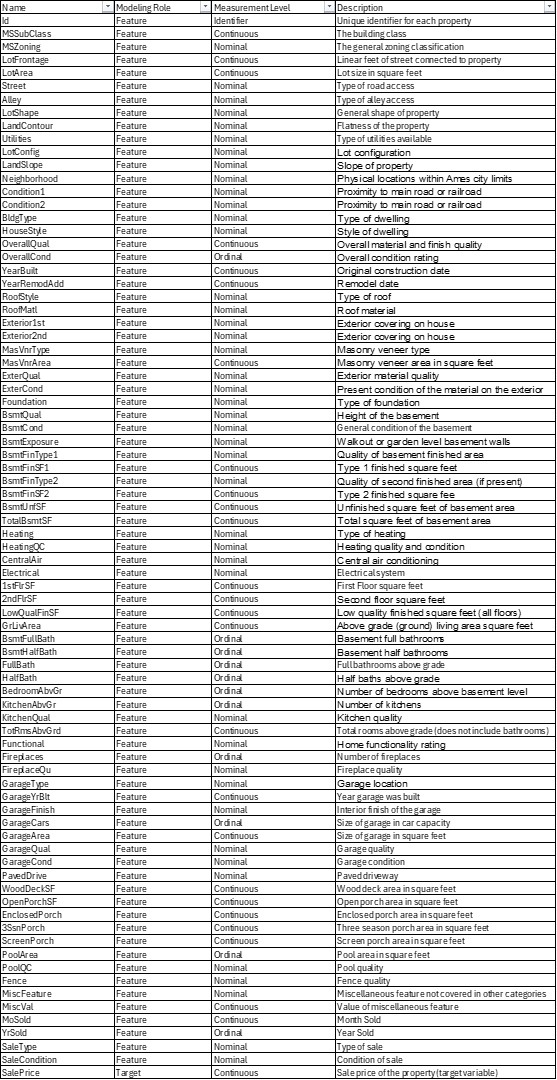 Name Modeling Role Measurement Level Description
Id Feature Identifier Unique identifier for each property
MSSubClass Feature Continuous The building class
MSZoning Feature Nominal The general zoning classification
LotFrontage Feature Continuous Linear feet of street connected to property
LotArea Feature Continuous Lot size in square feet
Street Feature Nominal Type of road access
Alley Feature Nominal Type of alley access
LotShape Feature Nominal General shape of property
LandContour Feature Nominal Flatness of the property
Utilities Feature Nominal Type of utilities available
LotConfig Feature Nominal Lot configuration
LandSlope Feature Nominal Slope of property
Neighborhood Feature Nominal Physical locations within Ames city limits
Condition1 Feature Nominal Proximity to main road or railroad
Condition2 Feature Nominal Proximity to main road or railroad
BldgType Feature Nominal Type of dwelling
HouseStyle Feature Nominal Style of dwelling
OverallQual Feature Continuous Overall material and finish quality
OverallCond Feature Ordinal Overall condition rating
YearBuilt Feature Continuous Original construction date
YearRemodAdd Feature Continuous Remodel date
RoofStyle Feature Nominal Type of roof
RoofMatl Feature Nominal Roof material
Exterior1st Feature Nominal Exterior covering on house
Exterior2nd Feature Nominal Exterior covering on house
MasVnrType Feature Nominal Masonry veneer type
MasVnrArea Feature Continuous Masonry veneer area in square feet
ExterQual Feature Nominal Exterior material quality
ExterCond Feature Nominal Present condition of the material on the exterior
Foundation Feature Nominal Type of foundation
BsmtQual Feature Nominal Height of the basement
BsmtCond Feature Nominal General condition of the basement
BsmtExposure Feature Nominal Walkout or garden level basement walls
BsmtFinType1 Feature Nominal Quality of basement finished area
BsmtFinSF1 Feature Continuous Type 1 finished square feet
BsmtFinType2 Feature Nominal Quality of second finished area (if present)
BsmtFinSF2 Feature Continuous Type 2 finished square fee
BsmtUnfSF Feature Continuous Unfinished square feet of basement area
TotalBsmtSF Feature Continuous Total square feet of basement area
Heating Feature Nominal Type of heating
HeatingQC Feature Nominal Heating quality and condition
CentralAir Feature Nominal Central air conditioning
Electrical Feature Nominal Electrical system
1stFlrSF Feature Continuous First Floor square feet
2ndFlrSF Feature Continuous Second floor square feet
LowQualFinSF Feature Continuous Low quality finished square feet (all floors)
GrLivArea Feature Continuous Above grade (ground) living area square feet
BsmtFullBath Feature Ordinal Basement full bathrooms
BsmtHalfBath Feature Ordinal Basement half bathrooms
FullBath Feature Ordinal Full bathrooms above grade
HalfBath Feature Ordinal Half baths above grade
BedroomAbvGr Feature Ordinal Number of bedrooms above basement level
KitchenAbvGr Feature Ordinal Number of kitchens
KitchenQual Feature Nominal Kitchen quality
TotRmsAbvGrd Feature Continuous Total rooms above grade (does not include bathrooms)
Functional Feature Nominal Home functionality rating
Fireplaces Feature Ordinal Number of fireplaces
FireplaceQu Feature Nominal Fireplace quality
GarageType Feature Nominal Garage location
GarageYrBlt Feature Continuous Year garage was built
GarageFinish Feature Nominal Interior finish of the garage
GarageCars Feature Ordinal Size of garage in car capacity
GarageArea Feature Continuous Size of garage in square feet
GarageQual Feature Nominal Garage quality
GarageCond Feature Nominal Garage condition
PavedDrive Feature Nominal Paved driveway
WoodDeckSF Feature Continuous Wood deck area in square feet
OpenPorchSF Feature Continuous Open porch area in square feet
EnclosedPorch Feature Continuous Enclosed porch area in square feet
3SsnPorch Feature Continuous Three season porch area in square feet
ScreenPorch Feature Continuous Screen porch area in square feet
PoolArea Feature Ordinal Pool area in square feet
PoolQC Feature Nominal Pool quality
Fence Feature Nominal Fence quality
MiscFeature Feature Nominal Miscellaneous feature not covered in other categories
MiscVal Feature Continuous Value of miscellaneous feature
MoSold Feature Continuous Month Sold
YrSold Feature Ordinal Year Sold
SaleType Feature Nominal Type of sale
SaleCondition Feature Nominal Condition of sale
SalePrice Target Continuous Sale price of the property (target variable)